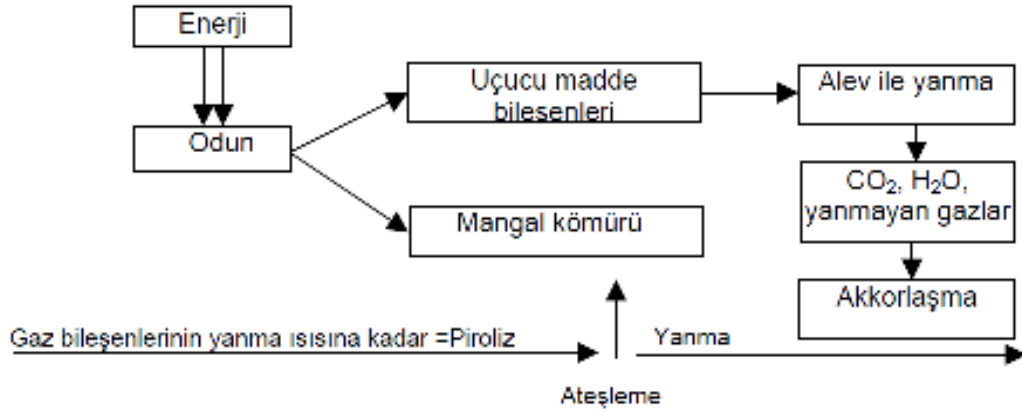 Enerji
Odun
Uçucu madde
bileşenleri
Mangal kömürü
Alev ile yanma
CO₂, H₂O,
yanmayan gazlar
Akkorlaşma
Gaz bileşenlerinin yanma ısısına kadar =Piroliz
Yanma
Ateşleme